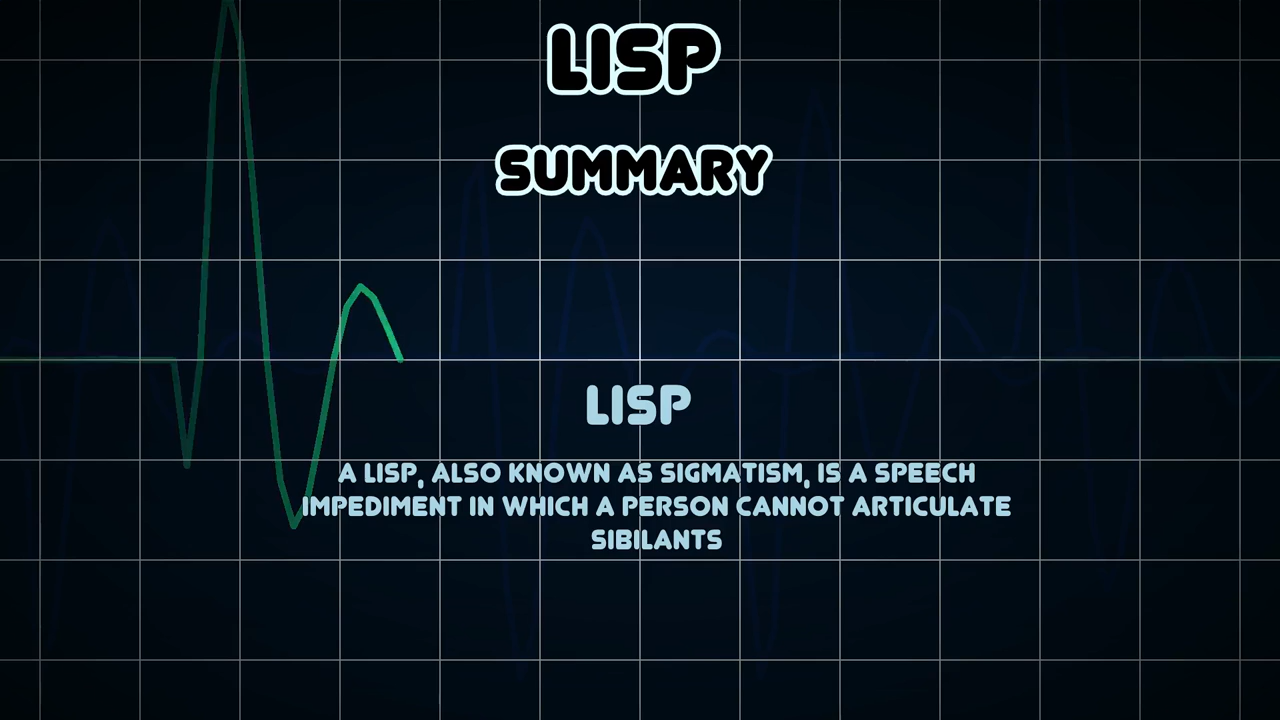 LISP
SUMMARY
LISP
A LISP, ALSO KNOWN AS SIGMATISM, IS A SPEECH
IMPEDIMENT IN WHICH A PERSON CANNOT ARTICULATE
SIBILANTS